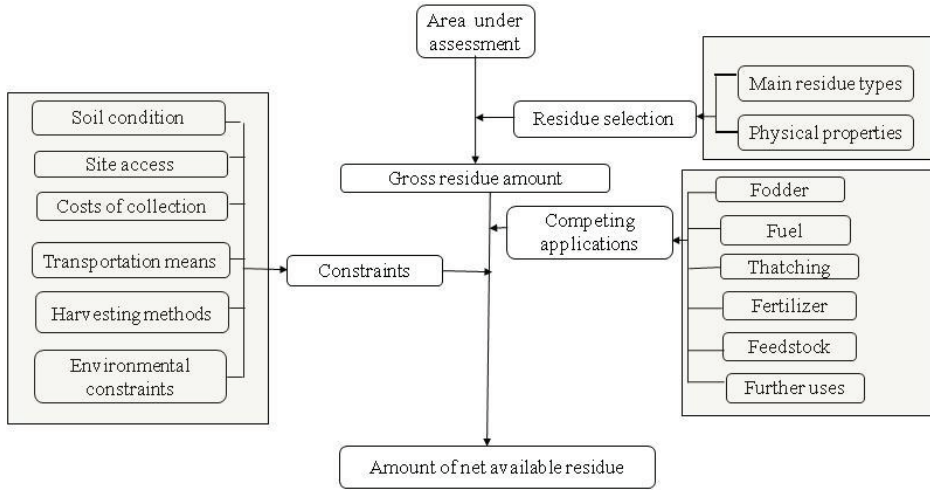 Area under
assessment
Main residue types
Residue selection
Physical properties
Soil condition
Site access
Costs of collection
Transportation means
Harvesting methods
Environmental
constraints
Constraints
Gross residue amount
Competing
applications
Fodder
Fuel
Thatching
Fertilizer
Feedstock
Further uses
Amount of net available residue